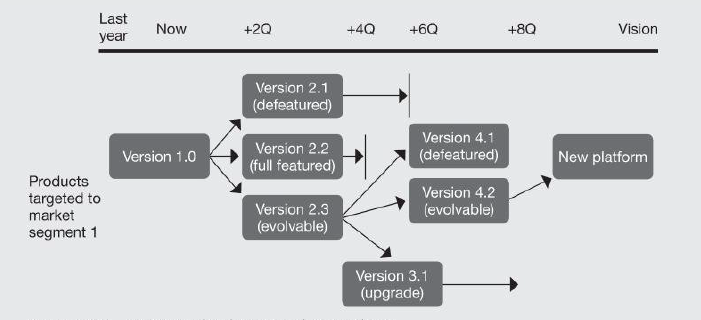 Last
year
Now
+2Q
+4Q
+6Q
+8Q
Vision
Version 2.1
(defeatured)
Version 1.0
Version 2.2
(full featured)
Version 4.1
(defeatured)
New platform
Products
targeted to
market
segment 1
Version 2.3
(evolvable)
Version 4.2
(evolvable)
Version 3.1
(upgrade)